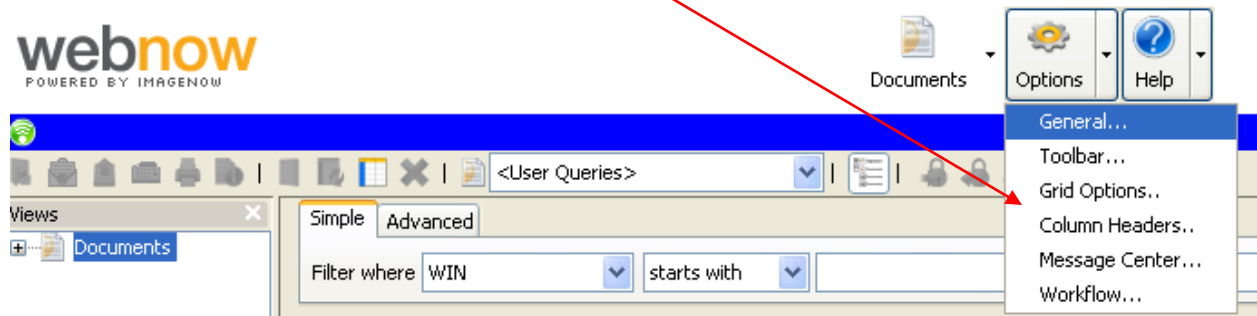 webnow
POWERED BY IMAGENOW
Documents
Options
Help
General...
Toolbar...
Grid Options..
Column Headers..
Message Center...
Workflow...
<User Queries>
Views
Documents
Simple
Advanced
Filter where
WIN
starts with